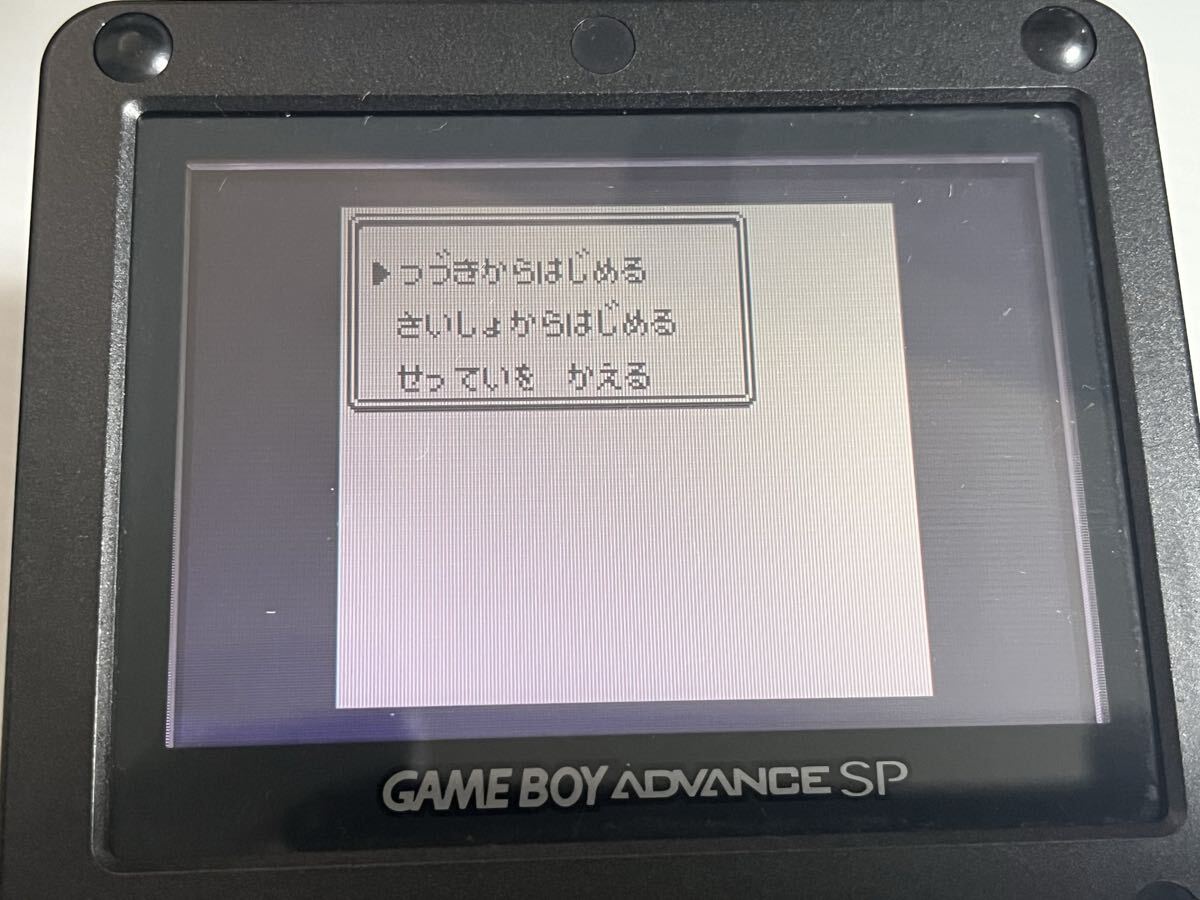 ▶つづきからはじめる
さいしょからはじめる
せっていを　かえる
GAME BOY ADVANCE SP